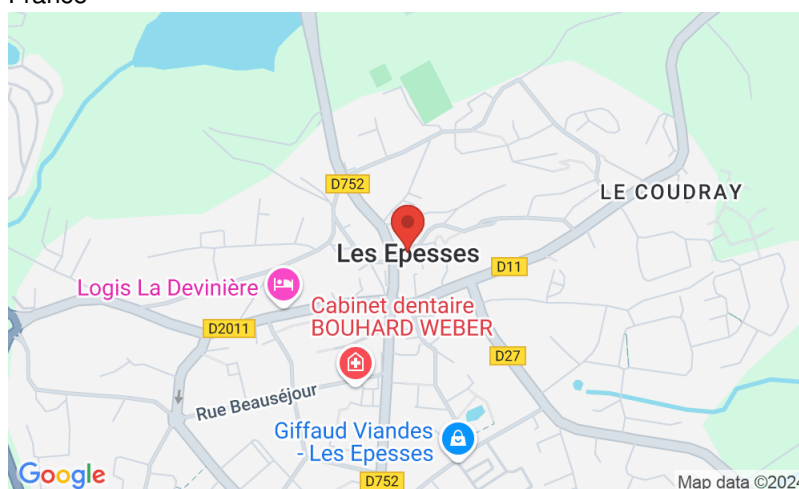 France
D752
LE COUDRAY
Les Epesses
D11
Logis La Devinière
Cabinet dentaire
BOUHARD WEBER
D2011
D27
Rue Beauséjour
Giffaud Viandes
- Les Epesses
D752
Google
Map data ©2024